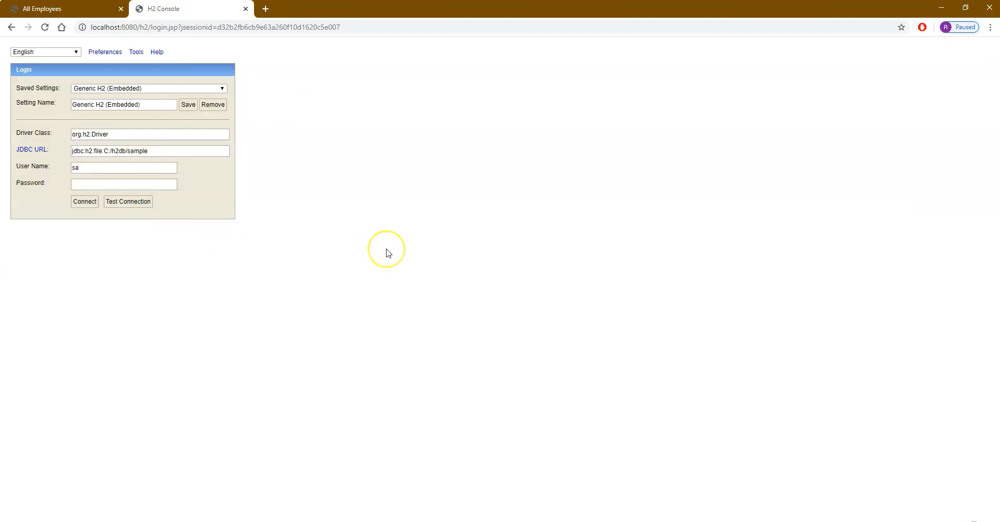 All Employees
H2 Console
localhost:8080/h2/login.jsp?jsessionid=d32b2fb6cb9e63a260f10d1620c5e007
R Paused
English Preferences Tools Help
Login
Saved Settings: Generic H2 (Embedded)
Setting Name: Generic H2 (Embedded) Save Remove
Driver Class: org.h2.Driver
JDBC URL: jdbc:h2:file:C:/h2db/sample
User Name: sa
Password:
Connect Test Connection